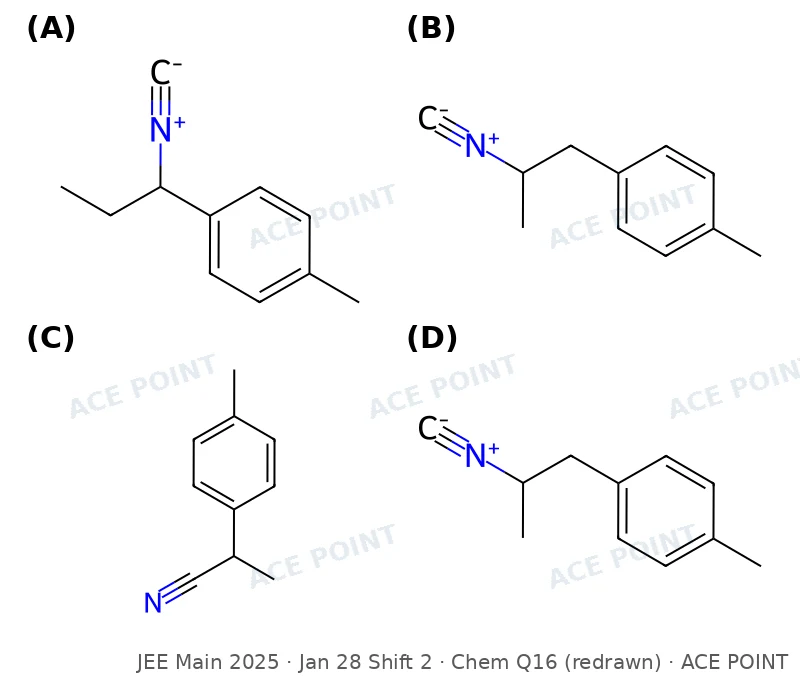 (A)
(B)
C⁻
N⁺
C⁻
N⁺
ACE POINT
ACE POINT
(C)
(D)
ACE POINT
ACE POINT
ACE POIN
C⁻
N⁺
ACE POINT
ACE POINT
N
JEE Main 2025 · Jan 28 Shift 2 · Chem Q16 (redrawn) · ACE POINT